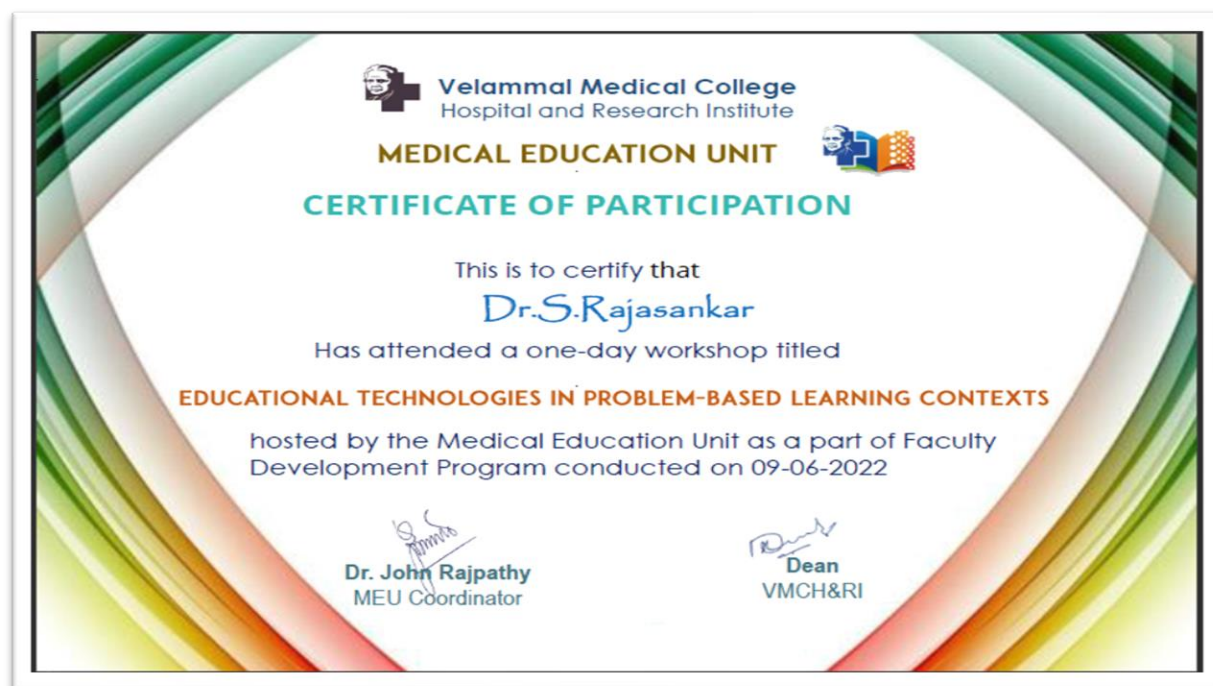 Velammal Medical College
Hospital and Research Institute
MEDICAL EDUCATION UNIT
CERTIFICATE OF PARTICIPATION
This is to certify that
Dr.S.Rajasankar
Has attended a one-day workshop titled
EDUCATIONAL TECHNOLOGIES IN PROBLEM-BASED LEARNING CONTEXTS
hosted by the Medical Education Unit as a part of Faculty
Development Program conducted on 09-06-2022
Dr. John Rajpathy
MEU Coordinator
Dean
VMCH&RI